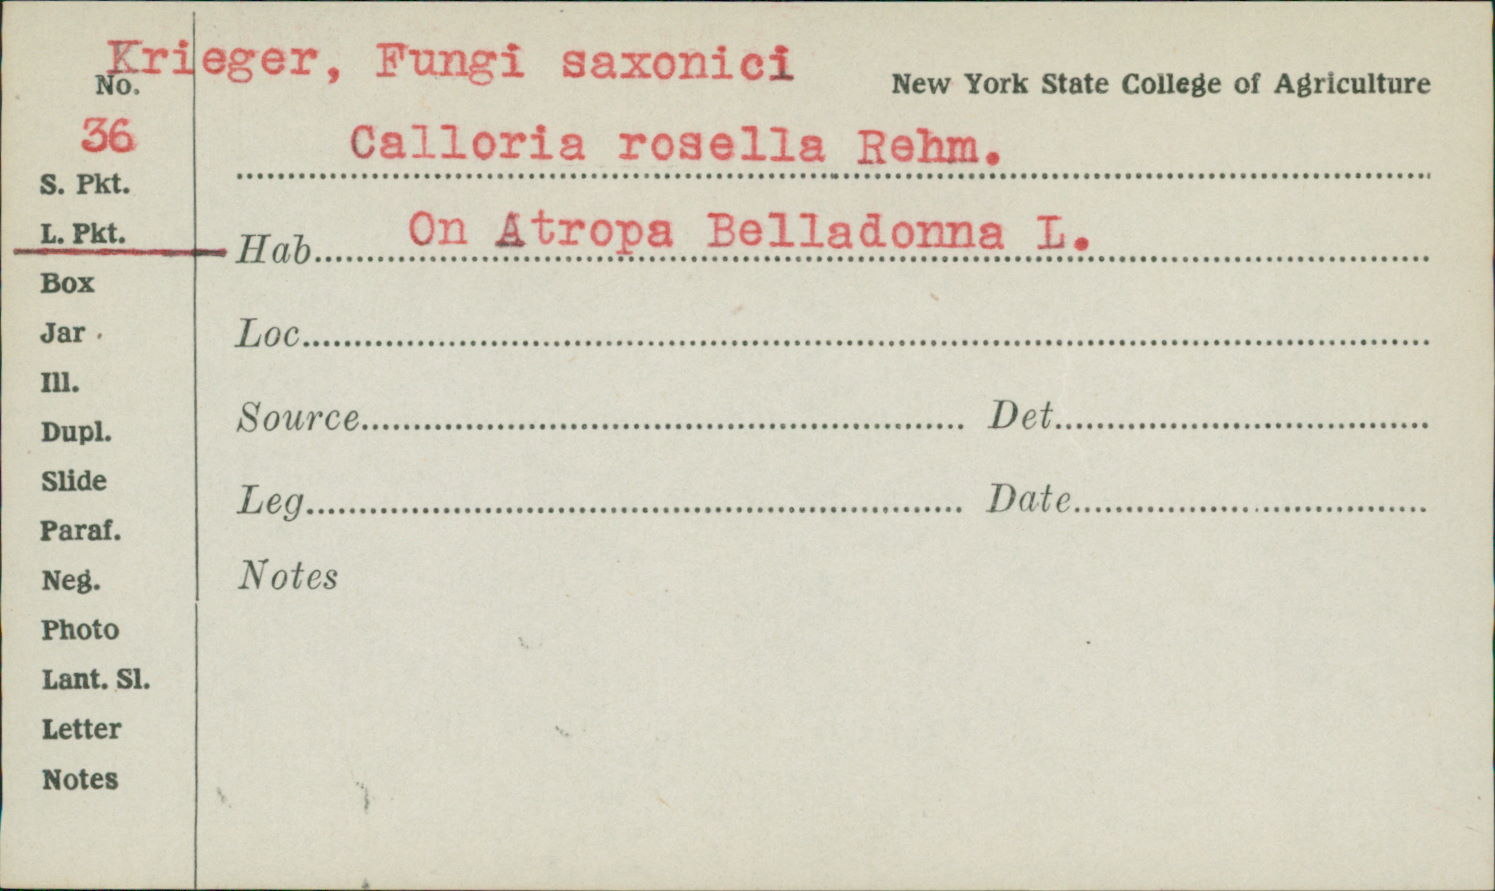 Krieger, Fungi saxonici
No.
New York State College of Agriculture
36
Calloria rosella Rehm.
S. Pkt.
L. Pkt.
Hab. On Atropa Belladonna L.
Box
Jar
Loc.
Ill.
Dupl.
Source
Det.
Slide
Leg.
Date
Paraf.
Neg.
Notes
Photo
Lant. Sl.
Letter
Notes